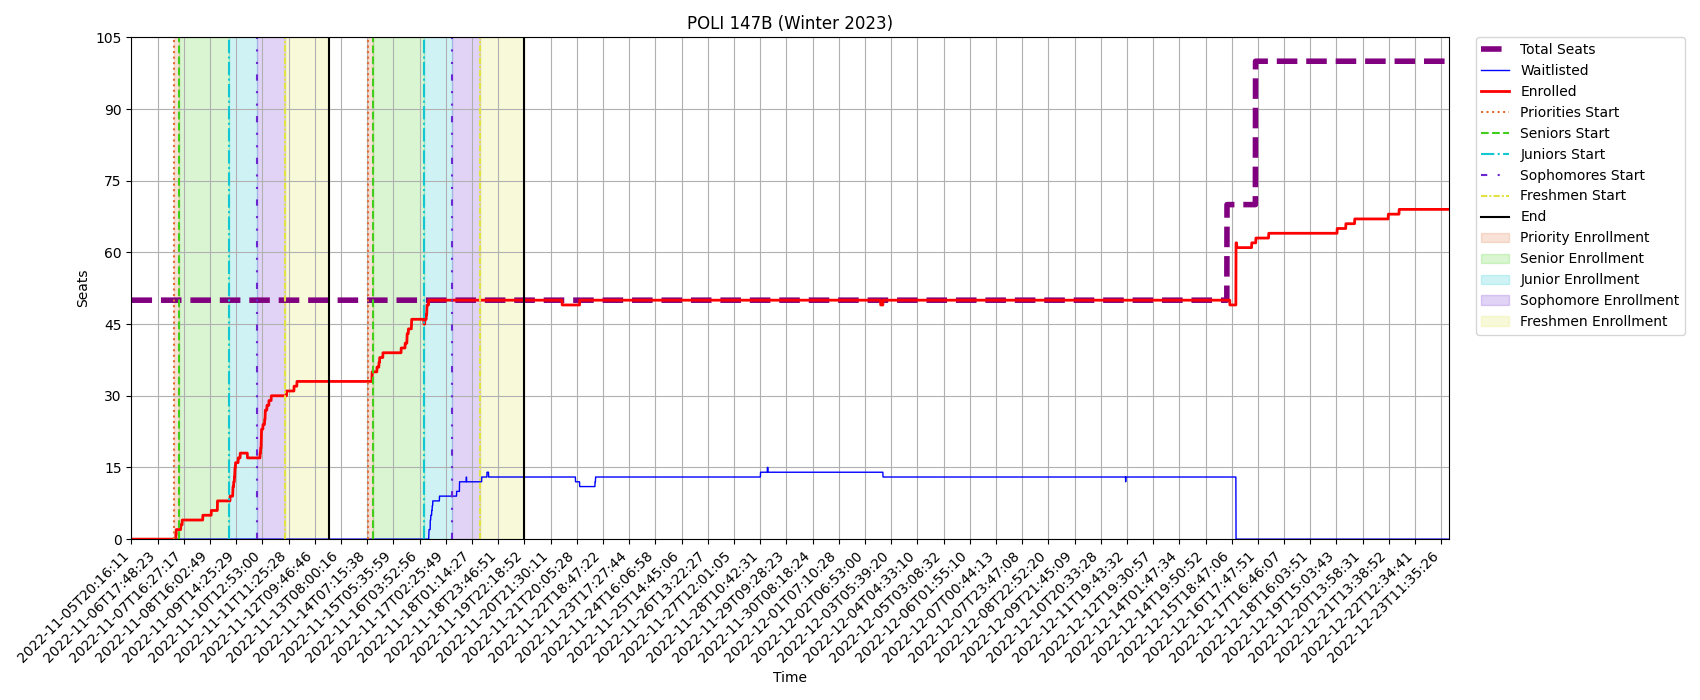 POLI 147B (Winter 2023)
105
90
75
60
45
30
15
0
Seats
2022-11-05T20:16:11
2022-11-06T17:48:23
2022-11-07T16:27:17
2022-11-08T16:02:49
2022-11-09T14:25:29
2022-11-10T12:53:00
2022-11-11T11:25:28
2022-11-12T09:46:46
2022-11-13T08:00:16
2022-11-14T07:15:38
2022-11-15T05:35:59
2022-11-16T03:52:56
2022-11-17T02:25:49
2022-11-18T01:14:27
2022-11-18T23:46:51
2022-11-19T22:18:52
2022-11-20T21:30:11
2022-11-21T20:05:28
2022-11-22T18:47:22
2022-11-23T17:27:44
2022-11-24T16:06:58
2022-11-25T14:45:06
2022-11-26T13:22:27
2022-11-27T12:01:05
2022-11-28T10:42:31
2022-11-29T09:28:23
2022-11-30T08:18:24
2022-12-01T07:10:28
2022-12-02T06:53:00
2022-12-03T05:39:20
2022-12-04T04:33:10
2022-12-05T03:08:32
2022-12-06T01:55:10
2022-12-07T00:44:13
2022-12-07T23:47:08
2022-12-08T22:52:20
2022-12-09T21:45:09
2022-12-10T20:33:28
2022-12-11T19:43:32
2022-12-12T19:30:57
2022-12-14T01:47:34
2022-12-14T19:50:52
2022-12-15T18:47:06
2022-12-16T17:47:51
2022-12-17T16:46:07
2022-12-18T16:03:51
2022-12-19T15:03:43
2022-12-20T13:58:31
2022-12-21T13:38:52
2022-12-22T12:34:41
2022-12-23T11:35:26
Time
Total Seats
Waitlisted
Enrolled
Priorities Start
Seniors Start
Juniors Start
Sophomores Start
Freshmen Start
End
Priority Enrollment
Senior Enrollment
Junior Enrollment
Sophomore Enrollment
Freshmen Enrollment